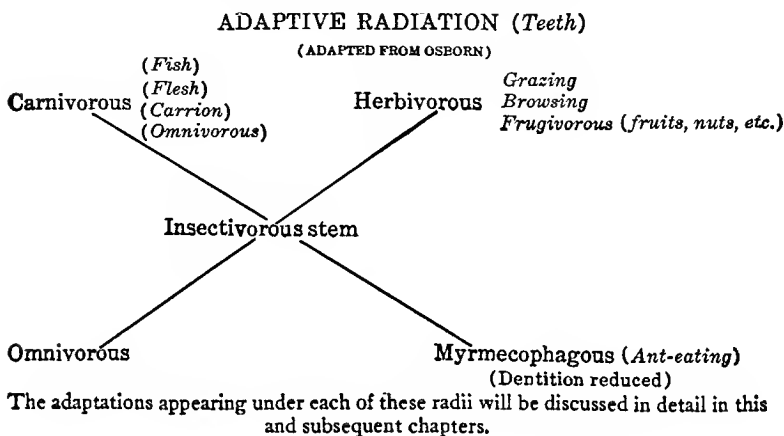 ADAPTIVE RADIATION (Teeth)
(ADAPTED FROM OSBORN)
Carnivorous
(Fish)
(Flesh)
(Carrion)
(Omnivorous)
Herbivorous
Grazing
Browsing
Frugivorous (fruits, nuts, etc.)
Insectivorous stem
Omnivorous
Myrmecophagous (Ant-eating)
(Dentition reduced)
The adaptations appearing under each of these radii will be discussed in detail in this
and subsequent chapters.